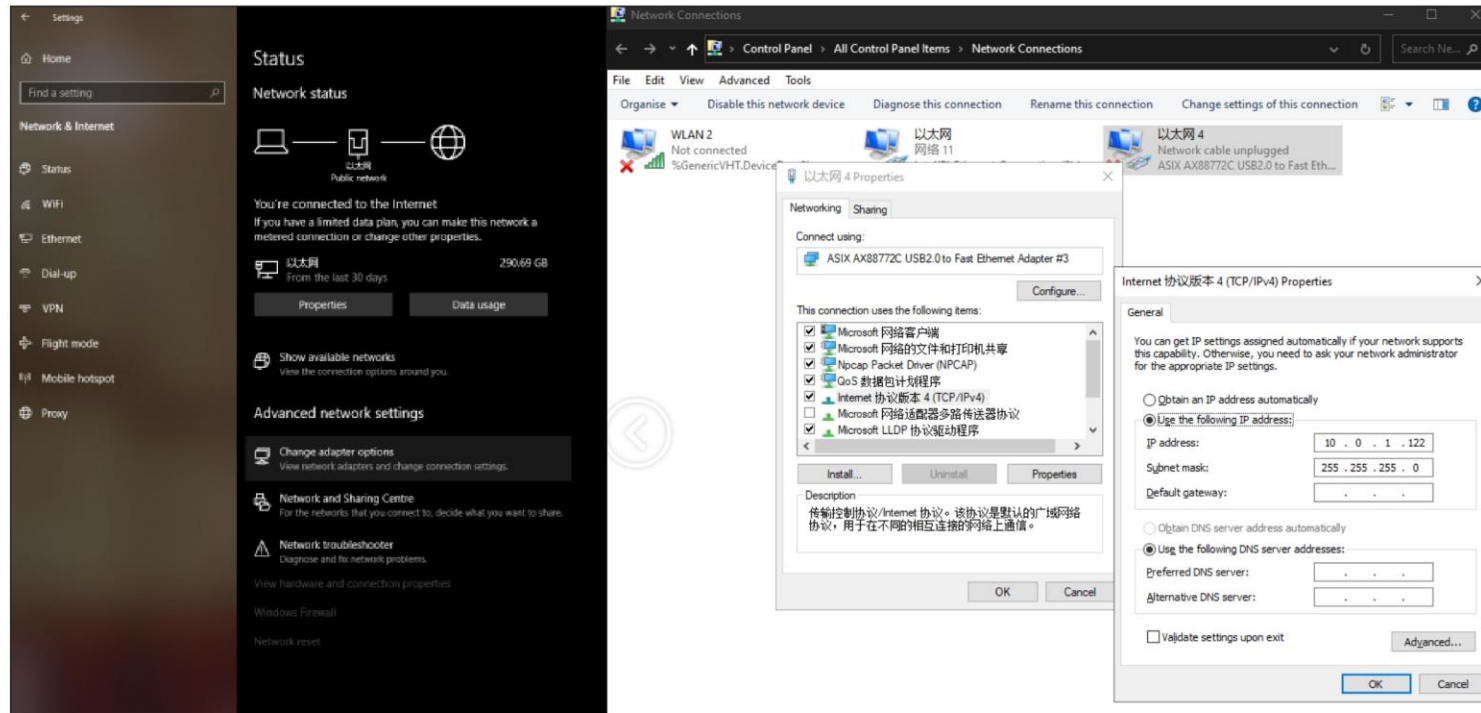 Settings
Home
Find a setting
Network & Internet
Status
WiFi
Ethernet
Dial-up
VPN
Flight mode
Mobile hotspot
Proxy
Status
Network status
以太网
Public network
You're connected to the Internet
If you have a limited data plan, you can make this network a
metered connection or change other properties.
以太网 290.69 GB
From the last 30 days
Properties Data usage
Show available networks
View the connection options around you.
Advanced network settings
Change adapter options
View network adapters and change connection settings.
Network and Sharing Centre
For the networks that you connect to, decide what you want to share.
Network troubleshooter
Diagnose and fix network problems.
View hardware and connection properties
Windows Firewall
Network reset
Network Connections
Control Panel > All Control Panel Items > Network Connections
Search Ne...
File Edit View Advanced Tools
Organise Disable this network device Diagnose this connection Rename this connection Change settings of this connection
WLAN 2
Not connected
%GenericVHT.Device
以太网
网络 11
以太网 4
Network cable unplugged
ASIX AX88772C USB2.0 to Fast Eth...
以太网 4 Properties
Networking Sharing
Connect using:
ASIX AX88772C USB2.0 to Fast Ethernet Adapter #3
Configure...
This connection uses the following items:
Microsoft 网络客户端
Microsoft 网络的文件和打印机共享
Npcap Packet Driver (NPCAP)
QoS 数据包计划程序
Internet 协议版本 4 (TCP/IPv4)
Microsoft 网络适配器多路传送器协议
Microsoft LLDP 协议驱动程序
Install... Uninstall Properties
Description
传输控制协议/Internet 协议。该协议是默认的广域网络
协议，用于在不同的相互连接的网络上通信。
OK Cancel
Internet 协议版本 4 (TCP/IPv4) Properties
General
You can get IP settings assigned automatically if your network supports
this capability. Otherwise, you need to ask your network administrator
for the appropriate IP settings.
Obtain an IP address automatically
Use the following IP address:
IP address: 10 . 0 . 1 .122
Subnet mask: 255 .255 .255 . 0
Default gateway: . . .
Obtain DNS server address automatically
Use the following DNS server addresses:
Preferred DNS server: . . .
Alternative DNS server: . . .
Validate settings upon exit
Advanced...
OK Cancel